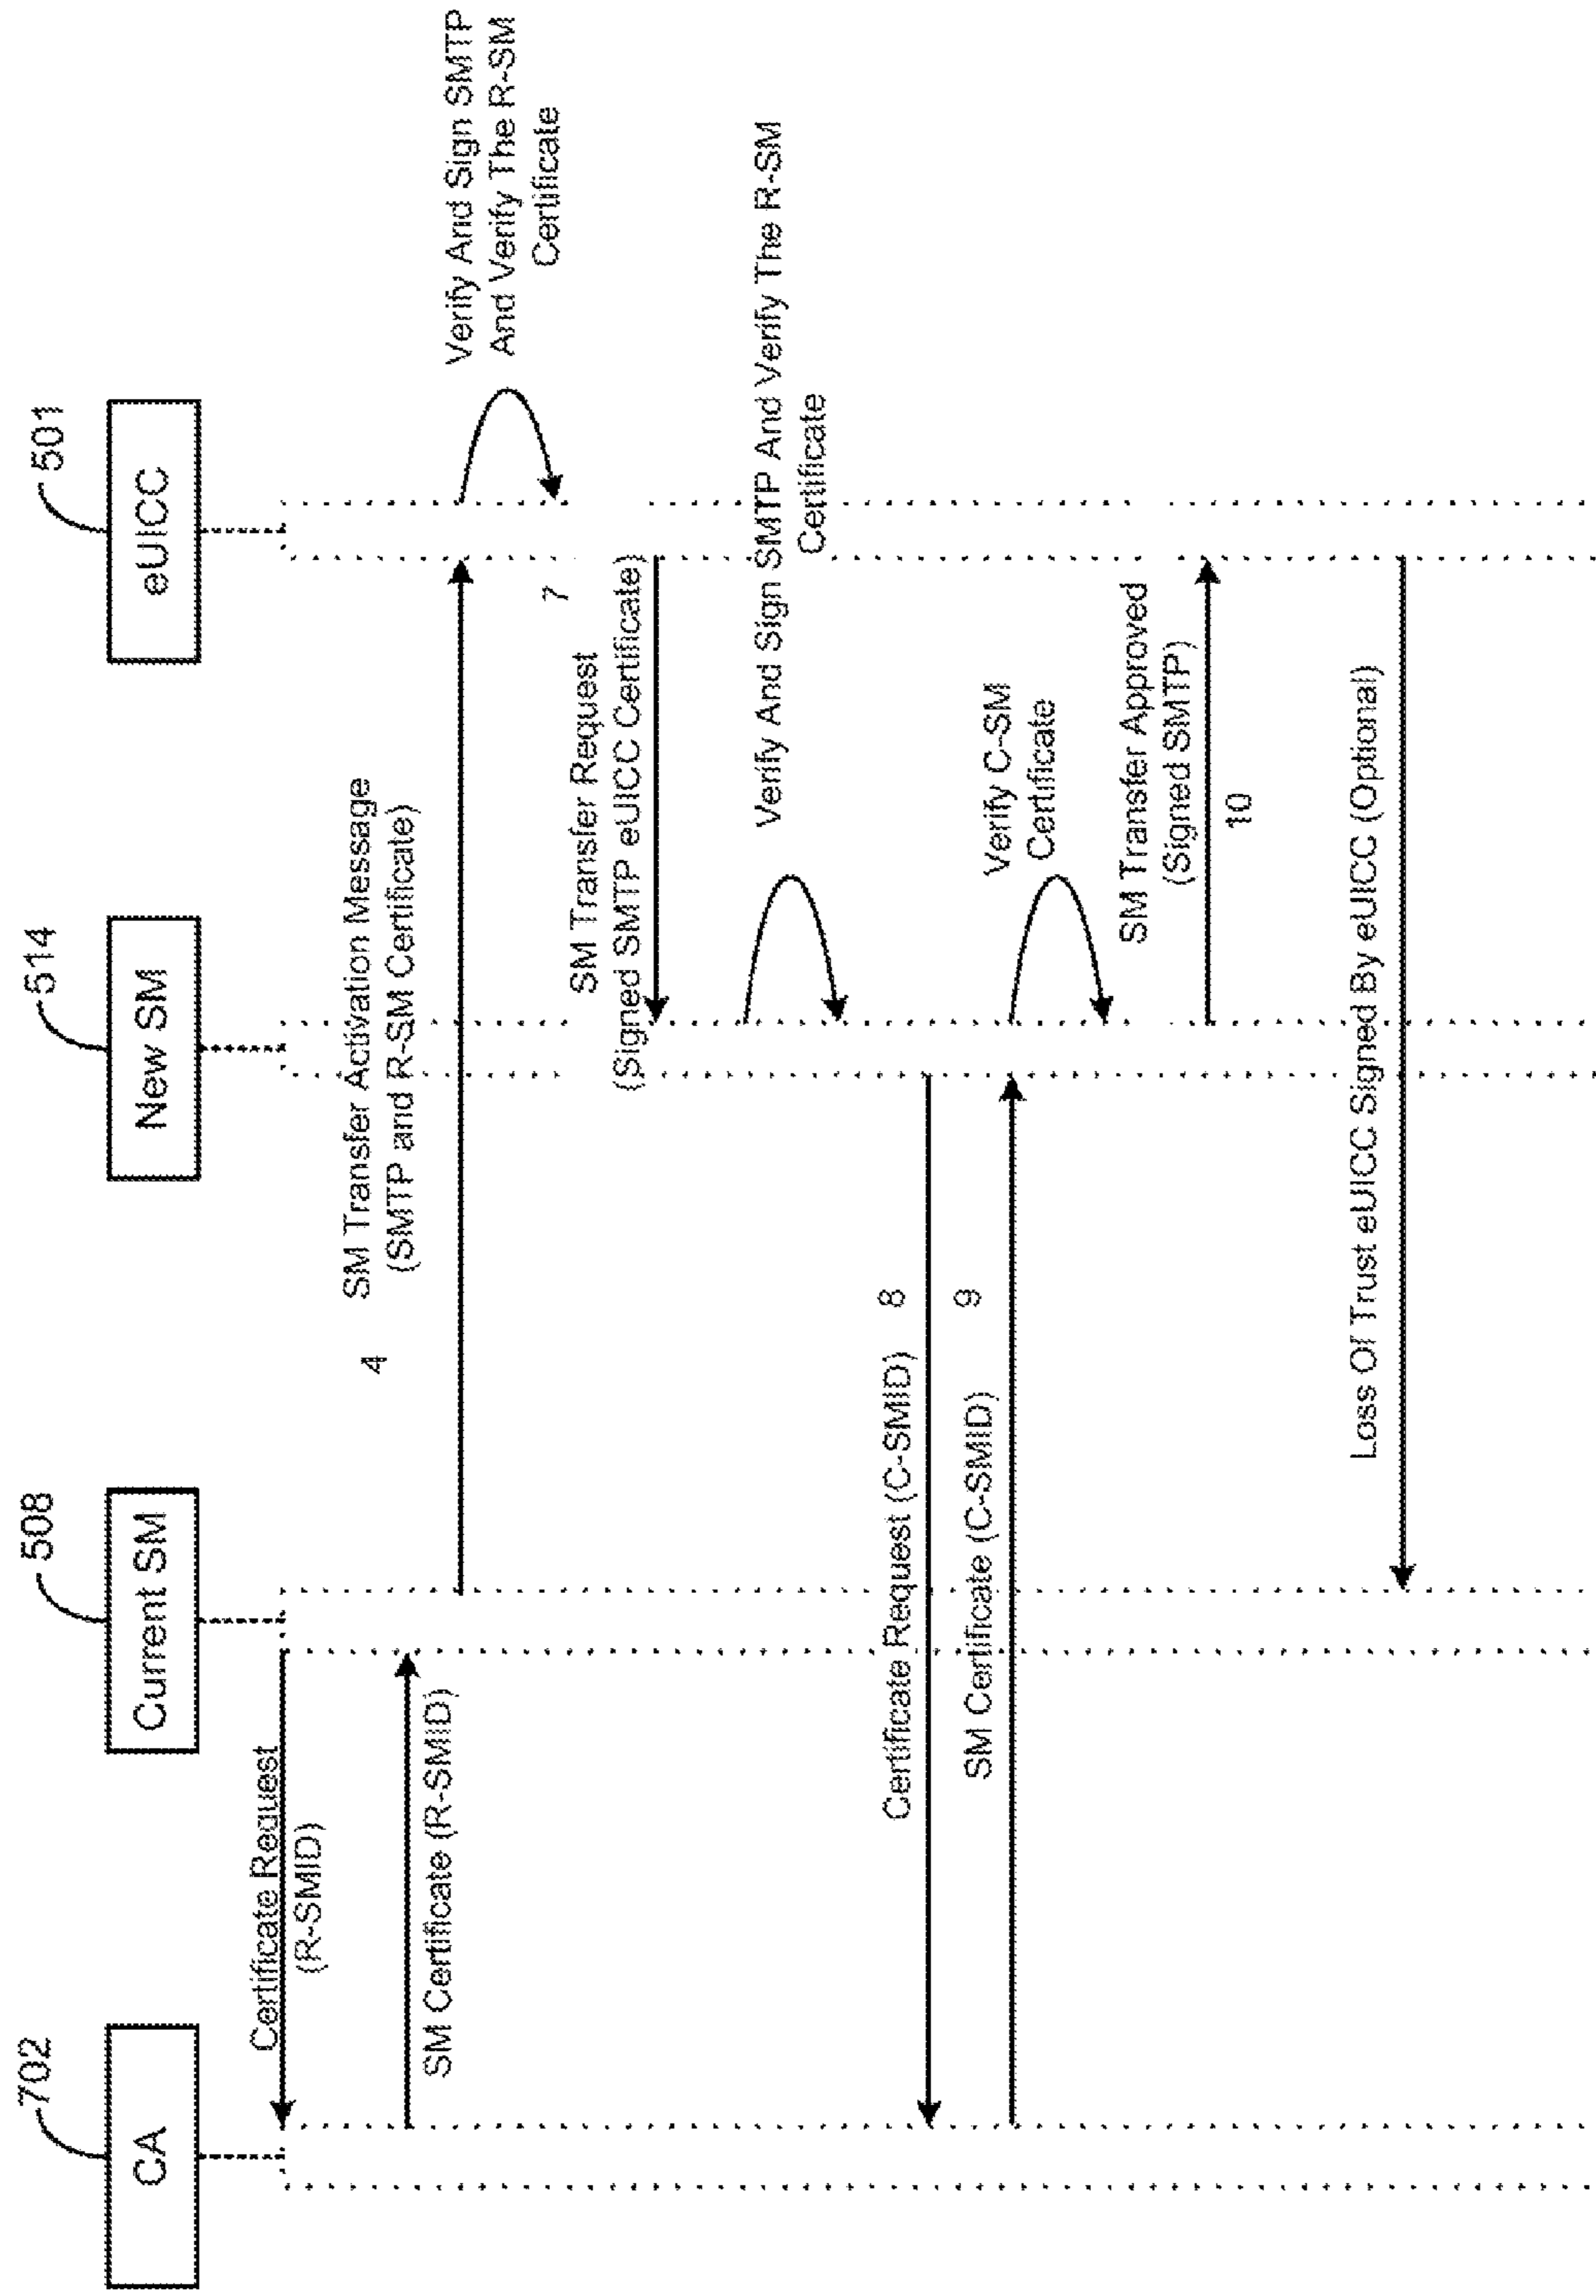 702
CA
508
Current SM
514
New SM
501
eUICC
Certificate Request
(R-SMID)
SM Certificate (R-SMID)
4
SM Transfer Activation Message
(SMTP and R-SM Certificate)
Verify And Sign SMTP
And Verify The R-SM
Certificate
7
SM Transfer Request
(Signed SMTP eUICC Certificate)
Verify And Sign SMTP And Verify The R-SM
Certificate
Certificate Request (C-SMID)
8
SM Certificate (C-SMID)
9
Verify C-SM
Certificate
SM Transfer Approved
(Signed SMTP)
10
Loss Of Trust eUICC Signed By eUICC (Optional)